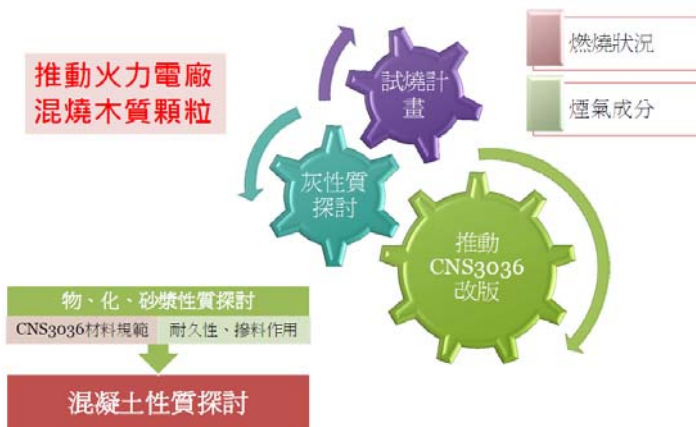 推動火力電廠
混燒木質顆粒
試燒計
畫
燃燒狀況
煙氣成分
灰性質
探討
推動
CNS3036
改版
物、化、砂漿性質探討
CNS3036材料規範
耐久性、摻料作用
混凝土性質探討